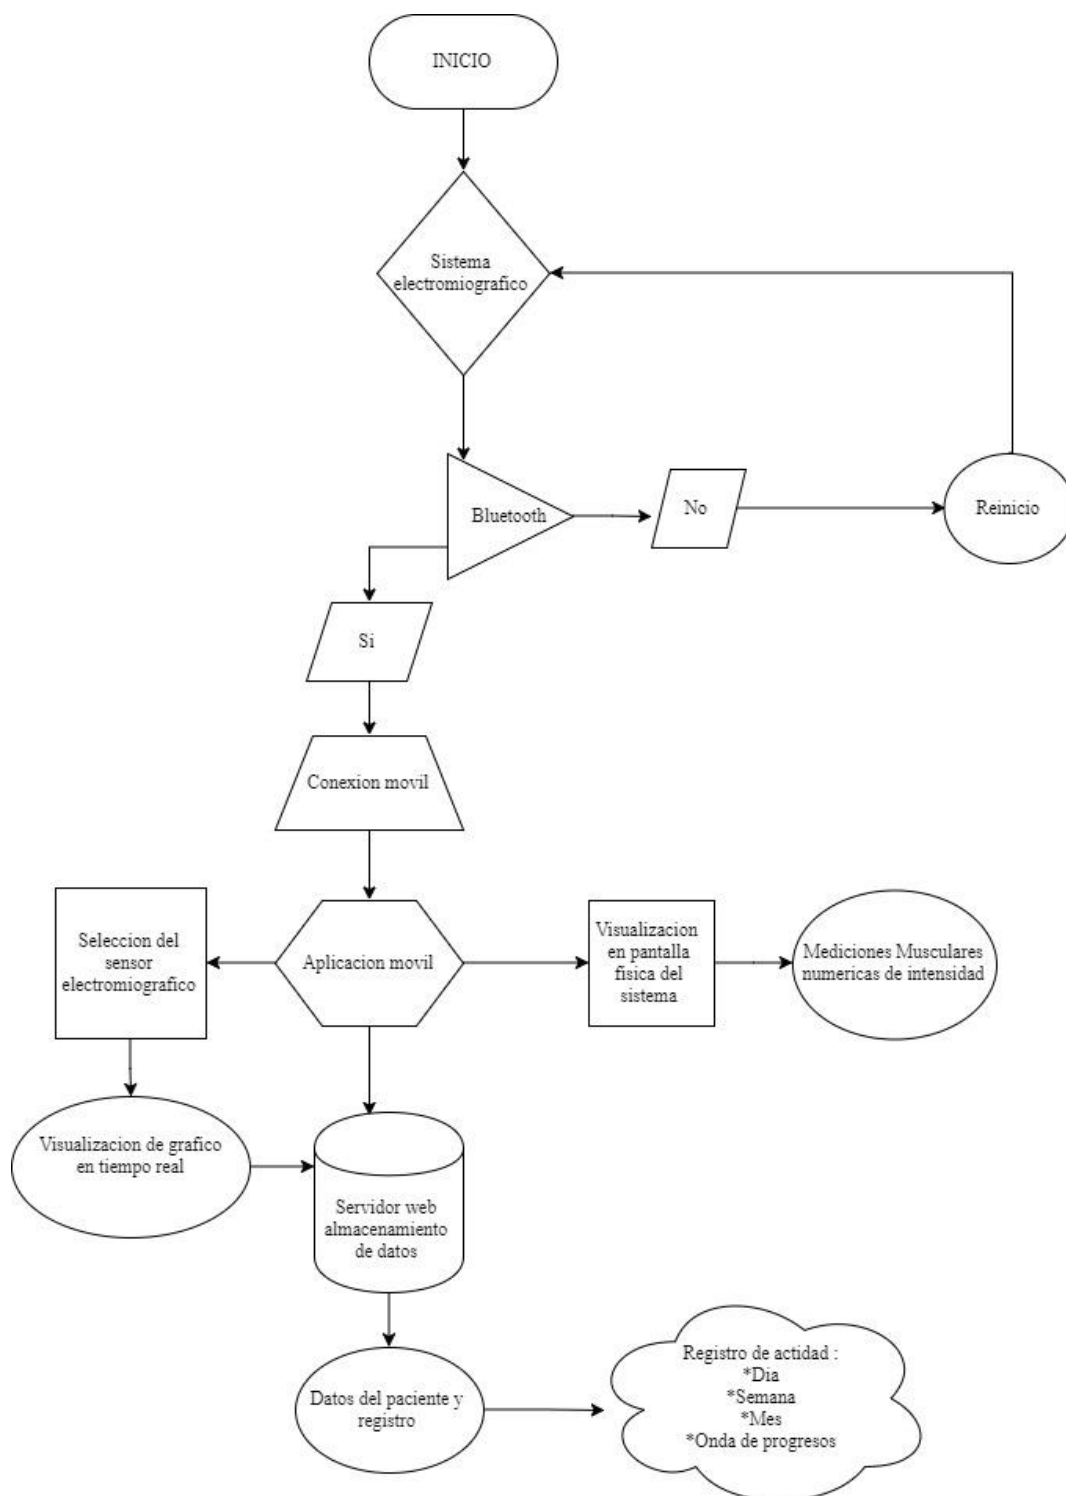 INICIO
Sistema
electromiografico
Bluetooth
No
Reinicio
Si
Conexion movil
Seleccion del
sensor
electromiografico
Aplicacion movil
Visualizacion
en pantalla
fisica del
sistema
Mediciones Musculares
numericas de intensidad
Visualizacion de grafico
en tiempo real
Servidor web
almacenamiento
de datos
Datos del paciente y
registro
Registro de actidad :
*Dia
*Semana
*Mes
*Onda de progresos